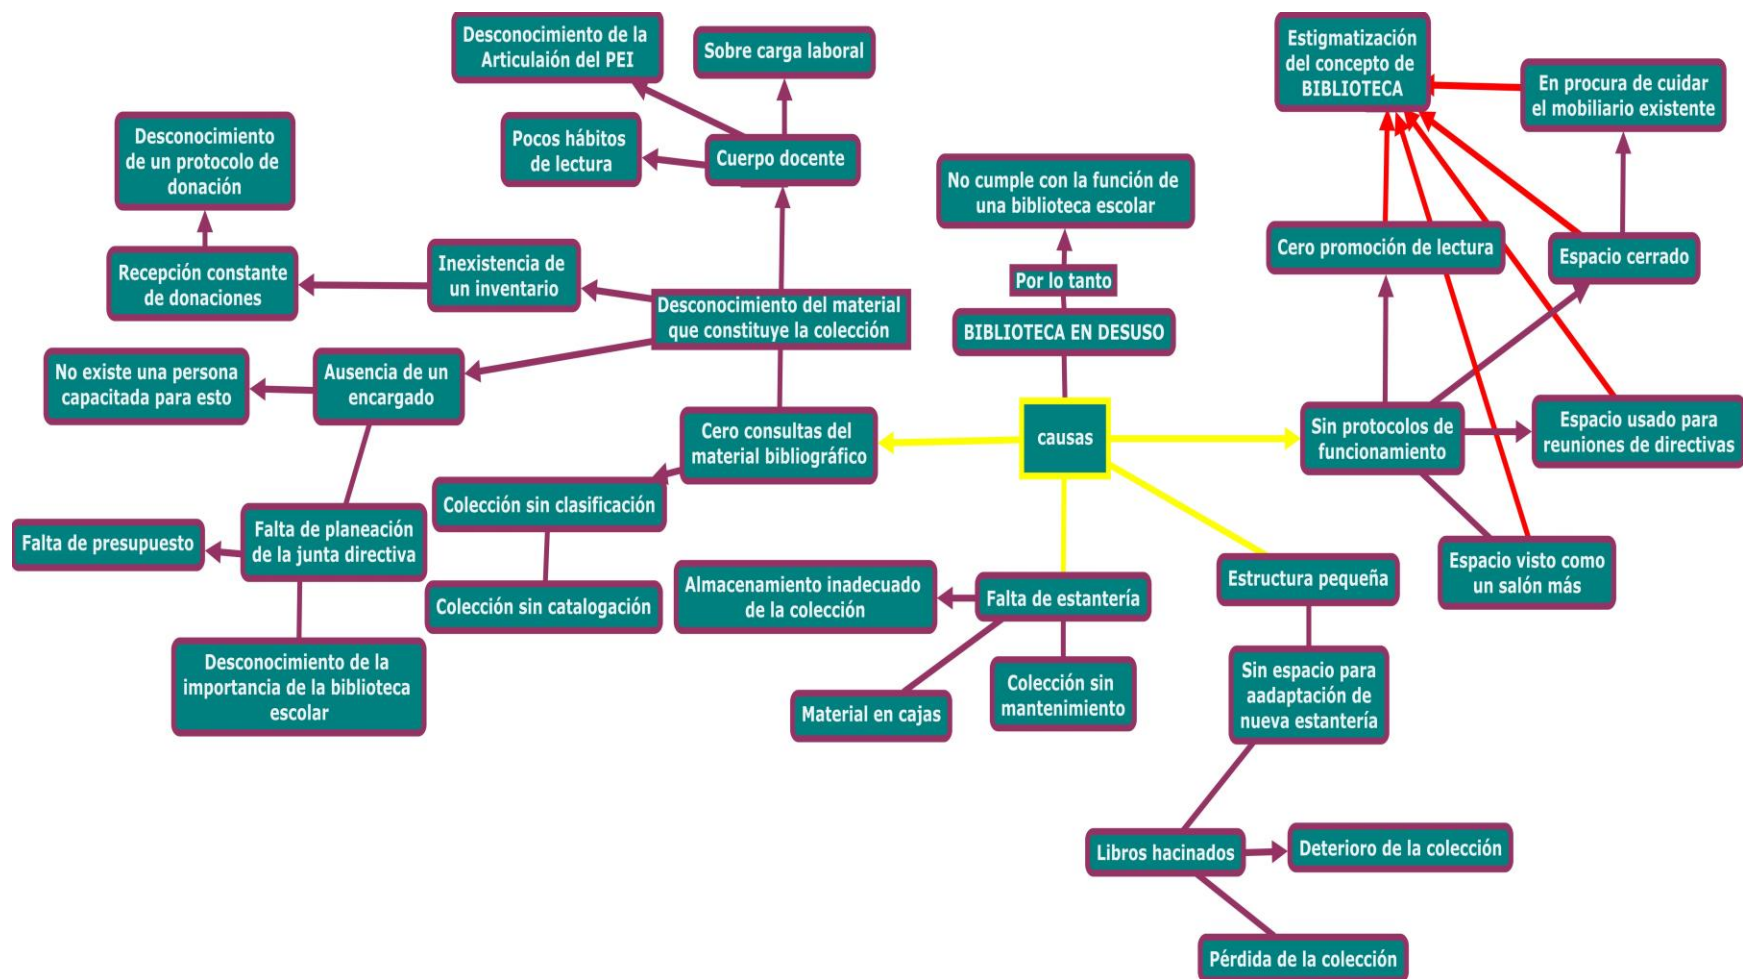 Desconocimiento de la
Articulaión del PEI
Sobre carga laboral
Estigmatización
del concepto de
BIBLIOTECA
En procura de cuidar
el mobiliario existente
Desconocimiento
de un protocolo de
donación
Pocos hábitos
de lectura
Cuerpo docente
No cumple con la función de
una biblioteca escolar
Cero promoción de lectura
Espacio cerrado
Recepción constante
de donaciones
Inexistencia de
un inventario
Por lo tanto
Desconocimiento del material
que constituye la colección
BIBLIOTECA EN DESUSO
No existe una persona
capacitada para esto
Ausencia de un
encargado
Cero consultas del
material bibliográfico
causas
Sin protocolos de
funcionamiento
Espacio usado para
reuniones de directivas
Colección sin clasificación
Falta de presupuesto
Falta de planeación
de la junta directiva
Espacio visto como
un salón más
Estructura pequeña
Colección sin catalogación
Almacenamiento inadecuado
de la colección
Falta de estantería
Desconocimiento de la
importancia de la biblioteca
escolar
Material en cajas
Colección sin
mantenimiento
Sin espacio para
aadaptación de
nueva estantería
Libros hacinados
Deterioro de la colección
Pérdida de la colección